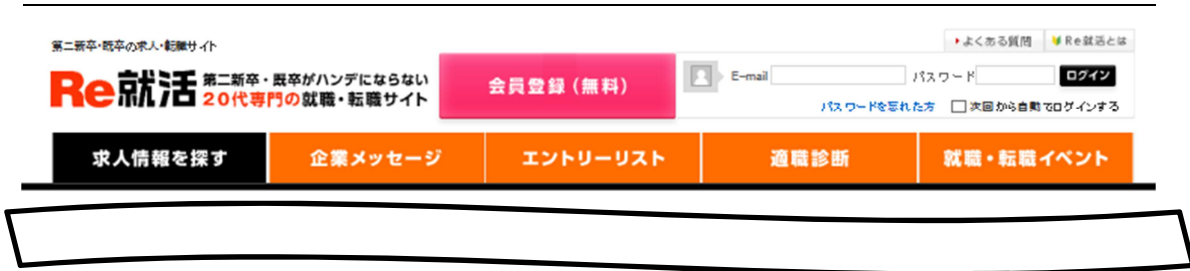 第二新卒・既卒の求人・転職サイト
よくある質問 Re就活とは
Re就活 第二新卒・既卒がハンデにならない
20代専門の就職・転職サイト
会員登録（無料）
E-mail パスワード ログイン
パスワードを忘れた方 次回から自動でログインする
求人情報を探す 企業メッセージ エントリーリスト 適職診断 就職・転職イベント